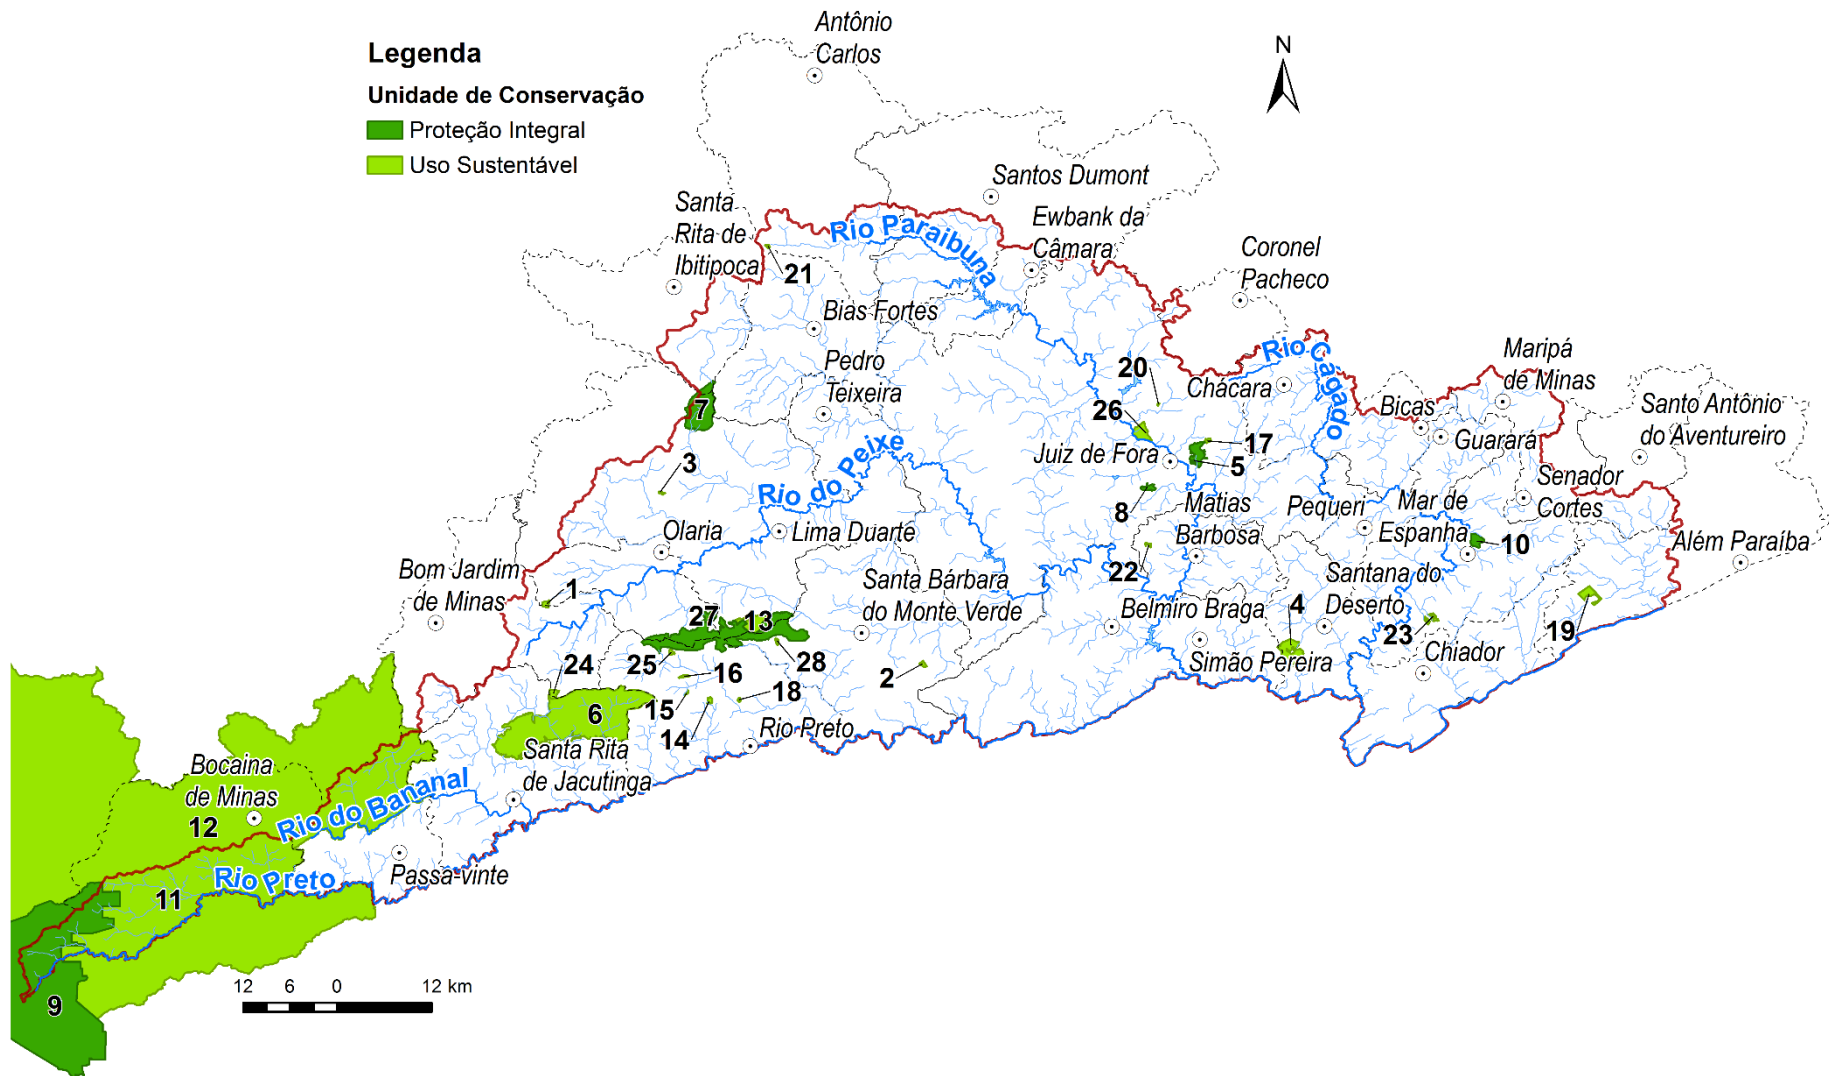 Antônio
Carlos
N
Legenda
Unidade de Conservação
Proteção Integral
Uso Sustentável
Santos Dumont
Santa
Rita de
Ibitipoca
Rio Paraibuna
Ewbank da
Câmara
Coronel
Pacheco
21
Bias Fortes
Pedro
Teixeira
20
Chácara
Rio Cágado
Maripá
de Minas
7
26
Bicas
Guarará
Santo Antônio
do Aventureiro
3
Rio do Peixe
Juiz de Fora
17
5
Senador
Cortes
8
Matias
Barbosa
Pequeri
Mar de
Espanha
10
Olaria
Lima Duarte
Além Paraíba
Bom Jardim
de Minas
1
Santa Bárbara
do Monte Verde
22
Santana do
Deserto
27
13
Belmiro Braga
4
23
19
24
25
16
28
2
Simão Pereira
Chiador
6
15
14
18
Rio Preto
Santa Rita
de Jacutinga
Bocaina
de Minas
12
Rio do Bananal
Passa-vinte
Rio Preto
11
9
12 6 0 12 km